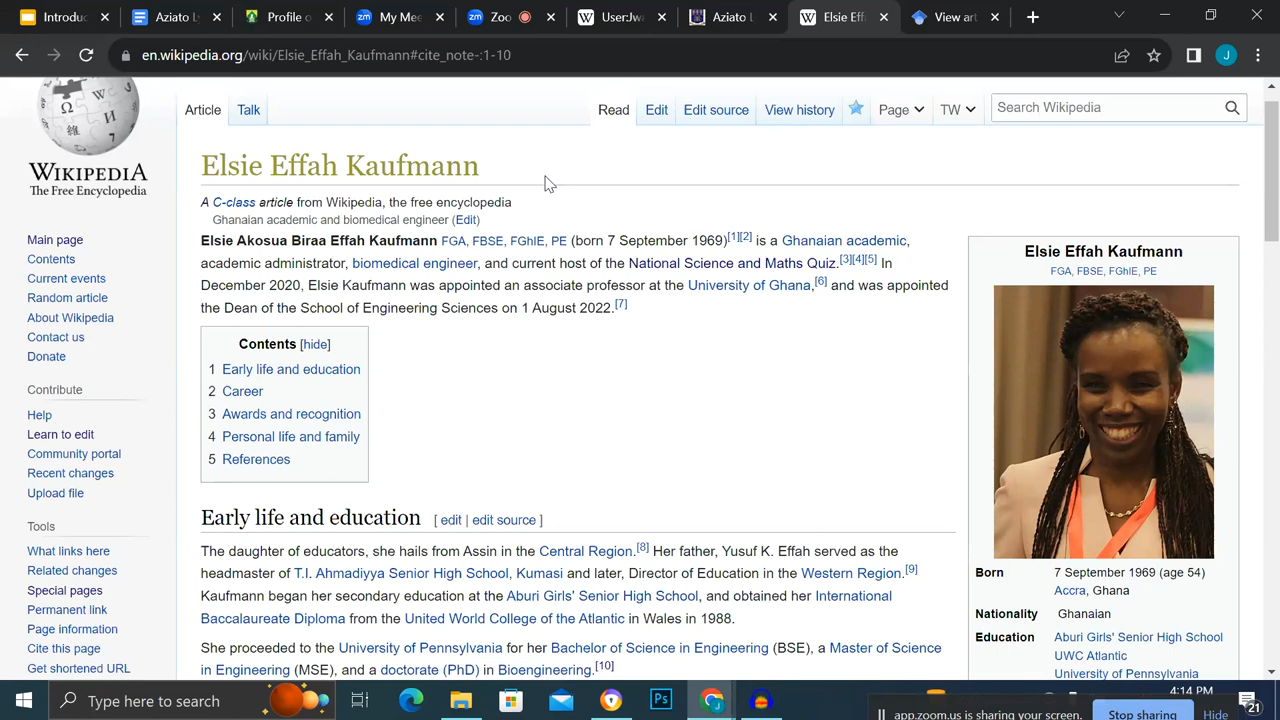 Introduc
Aziato Ly
Profile o
My Mee
Zoo
User:Jw
Aziato L
Elsie Eff
View art
en.wikipedia.org/wiki/Elsie_Effah_Kaufmann#cite_note-:1-10
J
WIKIPEDIA
The Free Encyclopedia
Article Talk Read Edit Edit source View history Page TW Search Wikipedia
Elsie Effah Kaufmann
A C-class article from Wikipedia, the free encyclopedia
Ghanaian academic and biomedical engineer (Edit)
Elsie Akosua Biraa Effah Kaufmann FGA, FBSE, FGhIE, PE (born 7 September 1969)[1][2] is a Ghanaian academic,
academic administrator, biomedical engineer, and current host of the National Science and Maths Quiz.[3][4][5] In
December 2020, Elsie Kaufmann was appointed an associate professor at the University of Ghana,[6] and was appointed
the Dean of the School of Engineering Sciences on 1 August 2022.[7]
Contents [hide]
1 Early life and education
2 Career
3 Awards and recognition
4 Personal life and family
5 References
Early life and education [ edit | edit source ]
The daughter of educators, she hails from Assin in the Central Region.[8] Her father, Yusuf K. Effah served as the
headmaster of T.I. Ahmadiyya Senior High School, Kumasi and later, Director of Education in the Western Region.[9]
Kaufmann began her secondary education at the Aburi Girls' Senior High School, and obtained her International
Baccalaureate Diploma from the United World College of the Atlantic in Wales in 1988.
She proceeded to the University of Pennsylvania for her Bachelor of Science in Engineering (BSE), a Master of Science
in Engineering (MSE), and a doctorate (PhD) in Bioengineering.[10]
Elsie Effah Kaufmann
FGA, FBSE, FGhIE, PE
Born 7 September 1969 (age 54)
Accra, Ghana
Nationality Ghanaian
Education Aburi Girls' Senior High School
UWC Atlantic
University of Pennsylvania
Main page
Contents
Current events
Random article
About Wikipedia
Contact us
Donate
Contribute
Help
Learn to edit
Community portal
Recent changes
Upload file
Tools
What links here
Related changes
Special pages
Permanent link
Page information
Cite this page
Get shortened URL
Type here to search
Ps
4:14 PM
21
app.zoom.us is sharing your screen.
Stop sharing
Hide